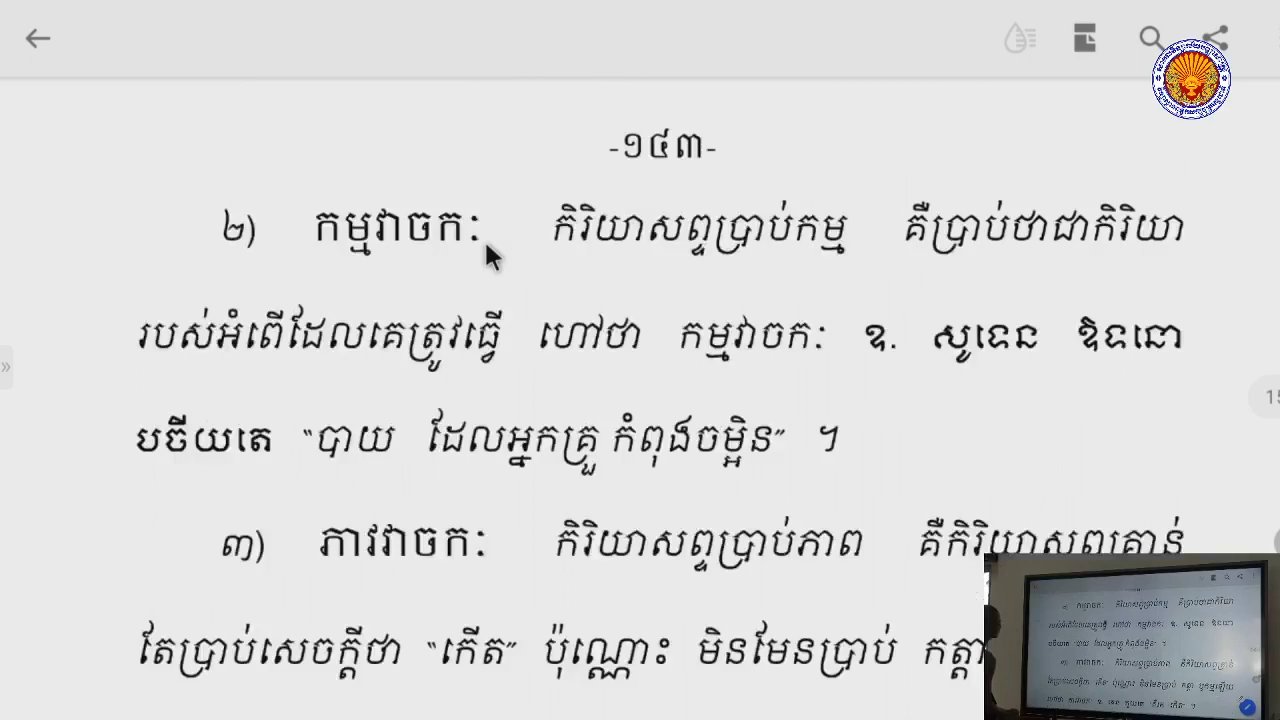 -១៤៣-
២) កម្មវាចកៈ កិរិយាសព្ទប្រាប់កម្ម គឺប្រាប់ថាជាកិរិយា
របស់អំពើដែលគេត្រូវធ្វើ ហៅថា កម្មវាចកៈ ឧ. សូទេន ឱទនោ
បចីយតេ “បាយ ដែលអ្នកគ្រួ កំពុងចម្អិន” ។
៣) ភាវវាចកៈ កិរិយាសព្ទប្រាប់ភាព គឺកិរិយាសព្ទគ្រាន់
តែប្រាប់សេចក្តីថា “កើត” ប៉ុណ្ណោះ មិនមែនប្រាប់ កត្តា